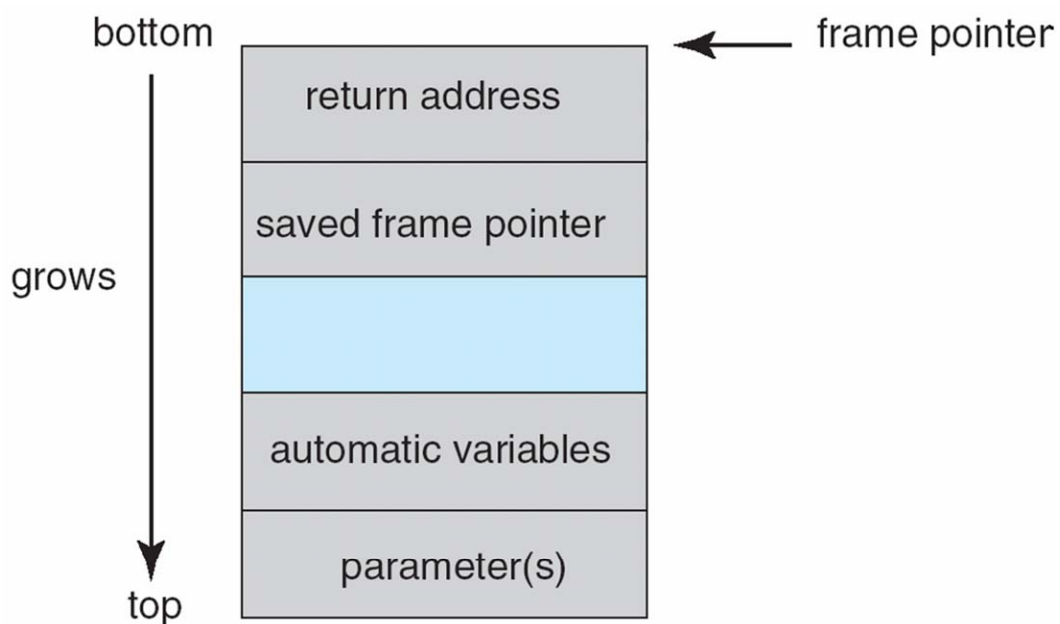 bottom
frame pointer
return address
saved frame pointer
grows
automatic variables
parameter(s)
top